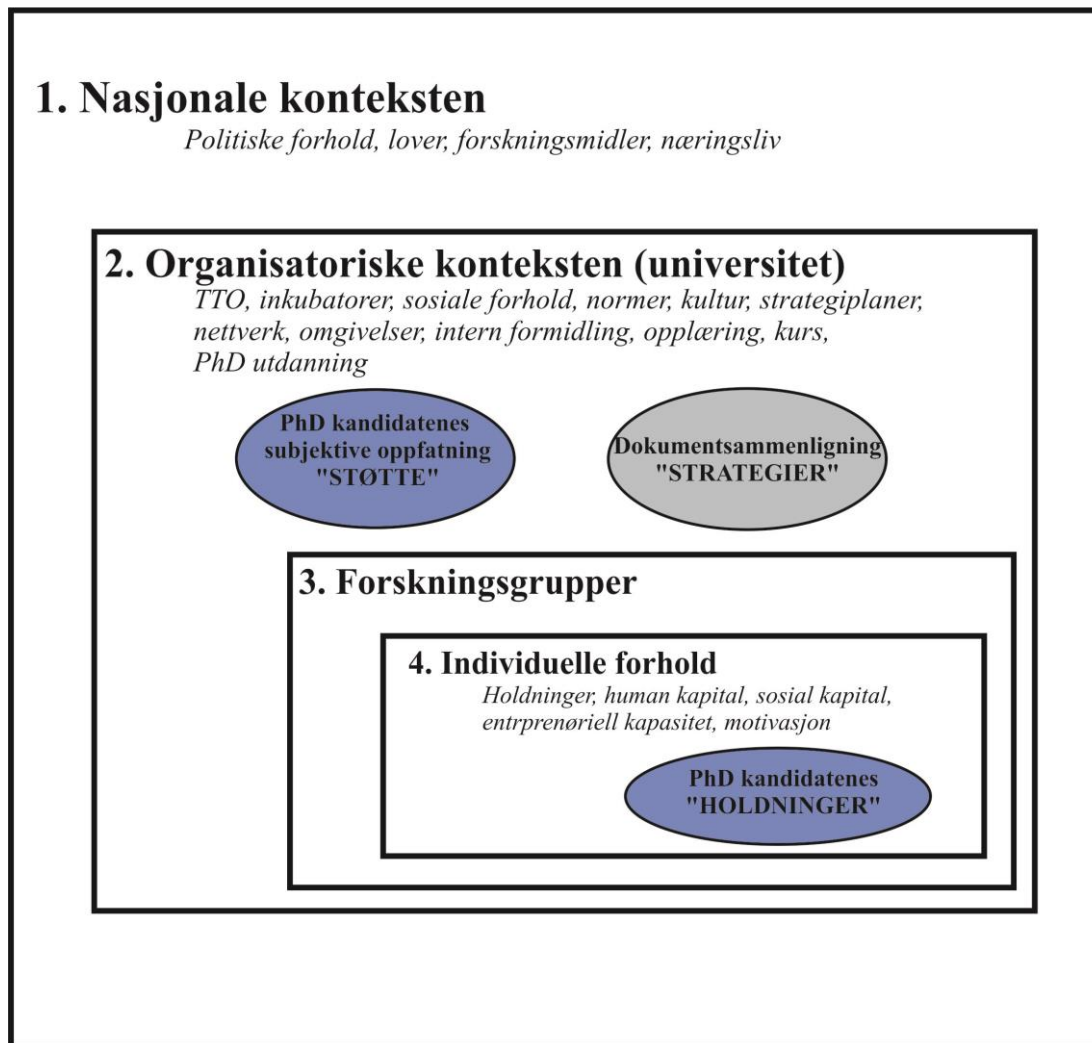 1. Nasjonale konteksten
Politiske forhold, lover, forskningsmidler, næringsliv
2. Organisatoriske konteksten (universitet)
TTO, inkubatorer, sosiale forhold, normer, kultur, strategiplaner,
nettverk, omgivelser, intern formidling, opplæring, kurs,
PhD utdanning
PhD kandidatenes
subjektive oppfatning
"STØTTE"
Dokumentsammenligning
"STRATEGIER"
3. Forskningsgrupper
4. Individuelle forhold
Holdninger, human kapital, sosial kapital,
entrprenøriell kapasitet, motivasjon
PhD kandidatenes
"HOLDNINGER"